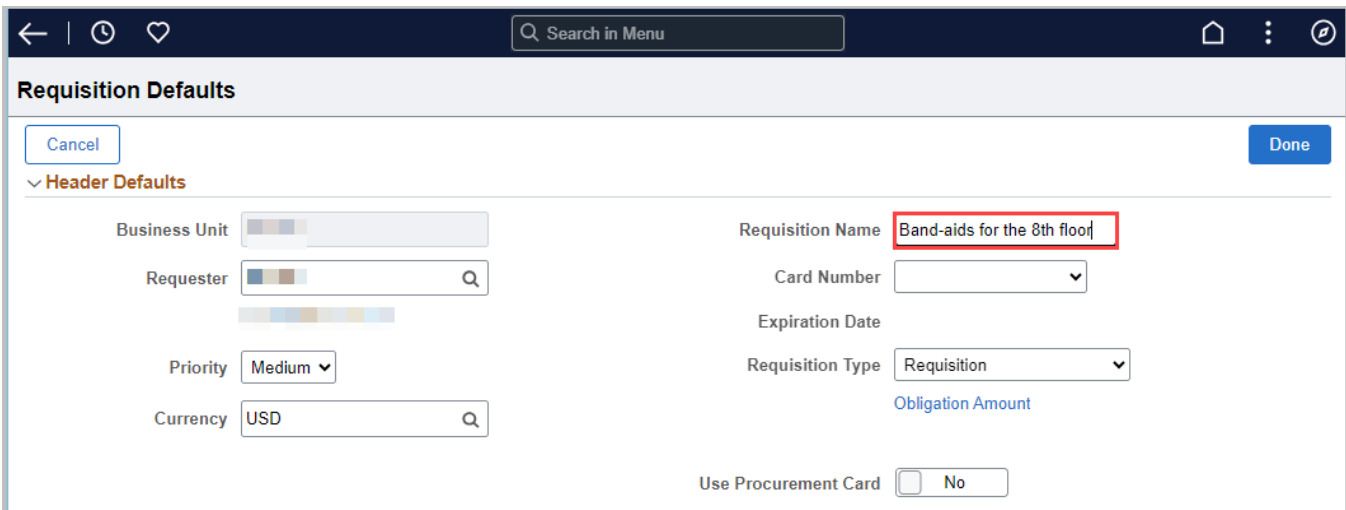 Search in Menu
Requisition Defaults
Cancel
Done
Header Defaults
Business Unit
Requisition Name Band-aids for the 8th floor
Requester
Card Number
Expiration Date
Priority Medium
Requisition Type Requisition
Obligation Amount
Currency USD
Use Procurement Card No